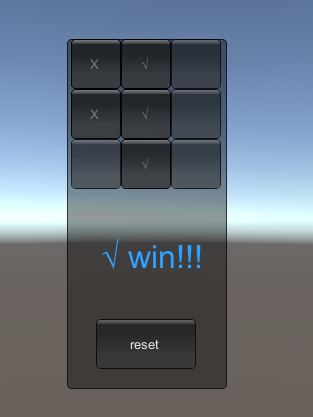 X √
X √
√
√ win!!!
reset